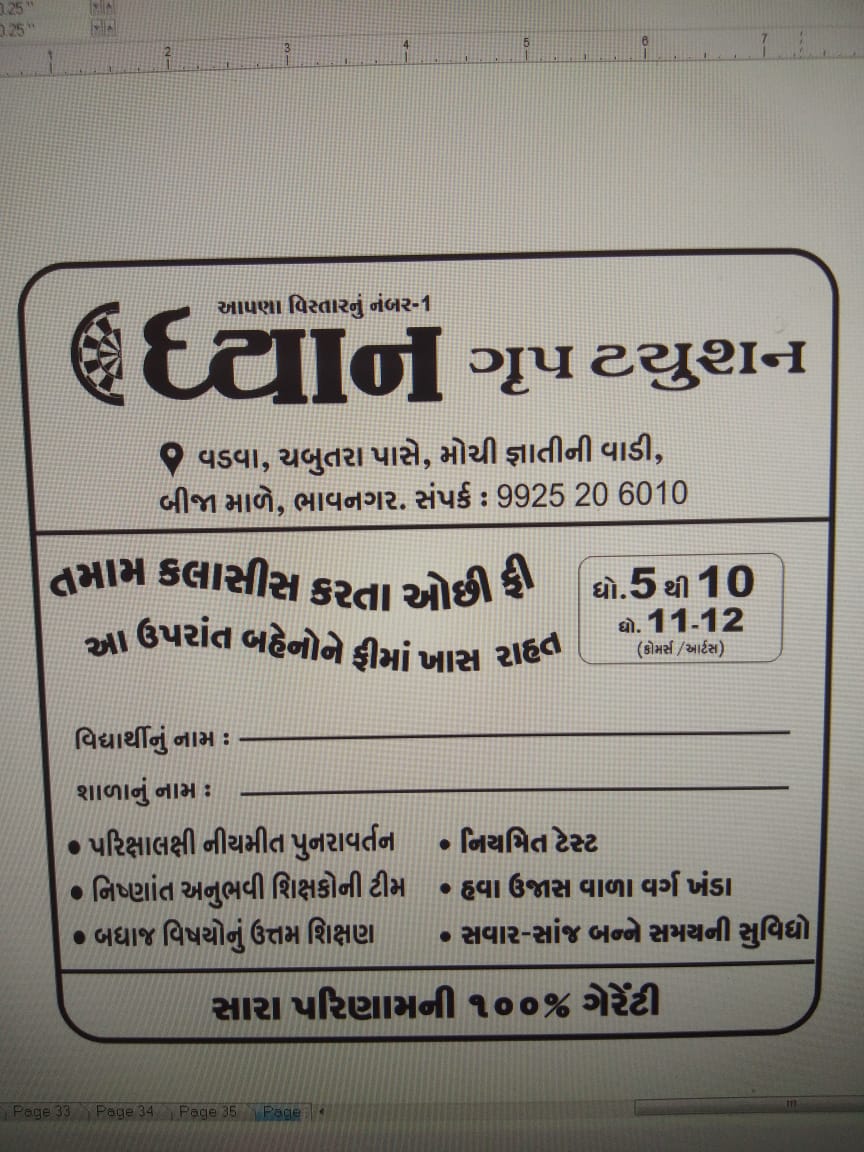 0.25"
0.25"
1 2 3 4 5 6 7
આપણા વિસ્તારનું નંબર-1
ધ્યાન ગૃપ ટયુશન
વડવા, ચબુતરા પાસે, મોચી જ્ઞાતીની વાડી,
બીજા માળે, ભાવનગર. સંપર્ક : 9925 20 6010
તમામ કલાસીસ કરતા ઓછી ફી
આ ઉપરાંત બહેનોને ફીમાં ખાસ રાહત
ધો. 5 થી 10
ધો. 11-12
(કોમર્સ /આર્ટસ)
વિદ્યાર્થીનું નામ :
શાળાનું નામ :
• પરિક્ષાલક્ષી નીયમીત પુનરાવર્તન
• નિષ્ણાંત અનુભવી શિક્ષકોની ટીમ
• બધાજ વિષયોનું ઉત્તમ શિક્ષણ
• નિયમિત ટેસ્ટ
• હવા ઉજાસ વાળા વર્ગ ખંડા
• સવાર-સાંજ બન્ને સમયની સુવિધો
સારા પરિણામની ૧૦૦% ગેરેંટી
Page 33 Page 34 Page 35 Page